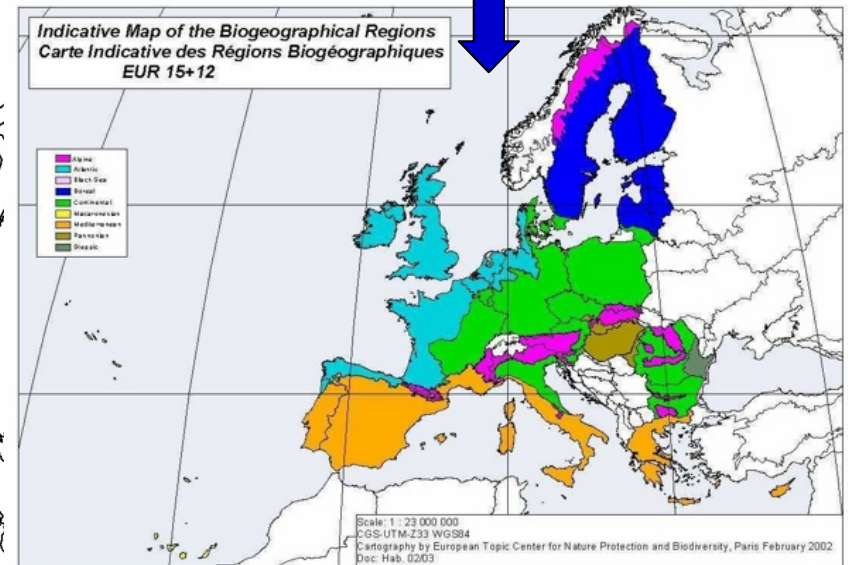 Indicative Map of the Biogeographical Regions
Carte Indicative des Régions Biogéographiques
EUR 15+12
Alpine
Atlantic
Black Sea
Boreal
Continental
Macaronesian
Mediterranean
Pannonian
Steppic
Scale: 1 : 23 000 000
CGS-UTM-Z33 WGS84
Cartography by European Topic Center for Nature Protection and Biodiversity, Paris February 2002
Doc: Hab. 02/03